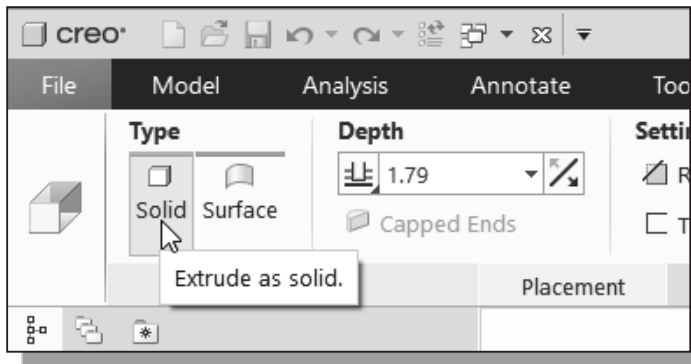 creo
File Model Analysis Annotate
Type Depth
1.79
Solid Surface
Capped Ends
Extrude as solid.
Placement